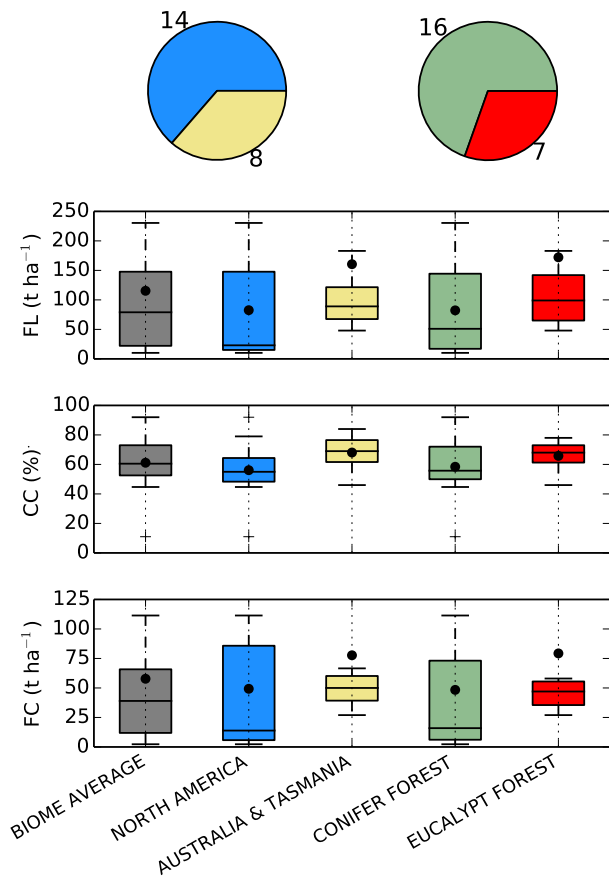 14
16
8
7
250
200
150
100
50
0
FL (t ha⁻¹)
100
80
60
40
20
0
CC (%)
125
100
75
50
25
0
FC (t ha⁻¹)
BIOME AVERAGE
NORTH AMERICA
AUSTRALIA & TASMANIA
CONIFER FOREST
EUCALYPT FOREST